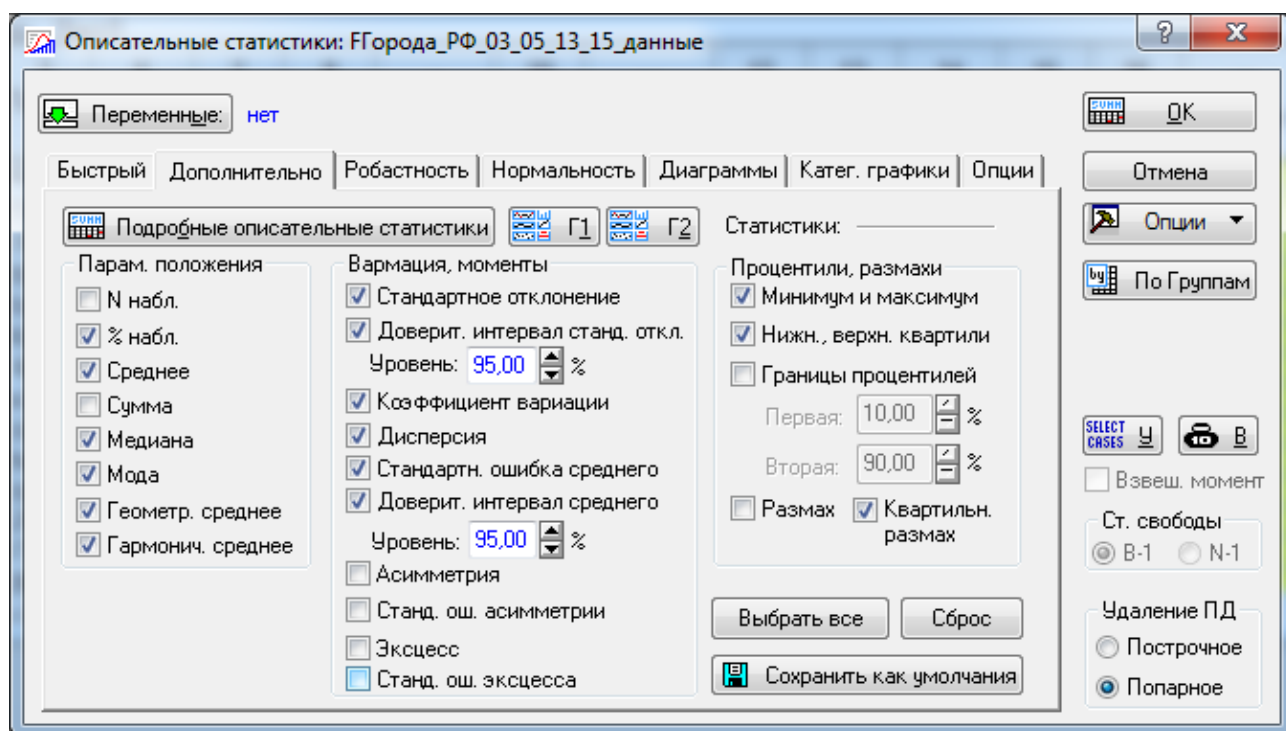 Описательные статистики: FГорода_РФ_03_05_13_15_данные
Переменные: нет
Быстрый Дополнительно Робастность Нормальность Диаграммы Катег. графики Опции
Подробные описательные статистики Г1 Г2 Статистики:
Парам. положения
N набл.
% набл.
Среднее
Сумма
Медиана
Мода
Геометр. среднее
Гармонич. среднее
Вармация, моменты
Стандартное отклонение
Доверит. интервал станд. откл.
Уровень: 95,00 %
Коэффициент вариации
Дисперсия
Стандартн. ошибка среднего
Доверит. интервал среднего
Уровень: 95,00 %
Асимметрия
Станд. ош. асимметрии
Эксцесс
Станд. ош. эксцесса
Процентили, размахи
Минимум и максимум
Нижн., верхн. квартили
Границы процентилей
Первая: 10,00 %
Вторая: 90,00 %
Размах Квартильн.
размах
Выбрать все Сброс
Сохранить как умолчания
SUMM OK
Отмена
Опции
by По Группам
SELECT CASES У В
Взвеш. момент
Ст. свободы
В-1 N-1
Удаление ПД
Построчное
Попарное